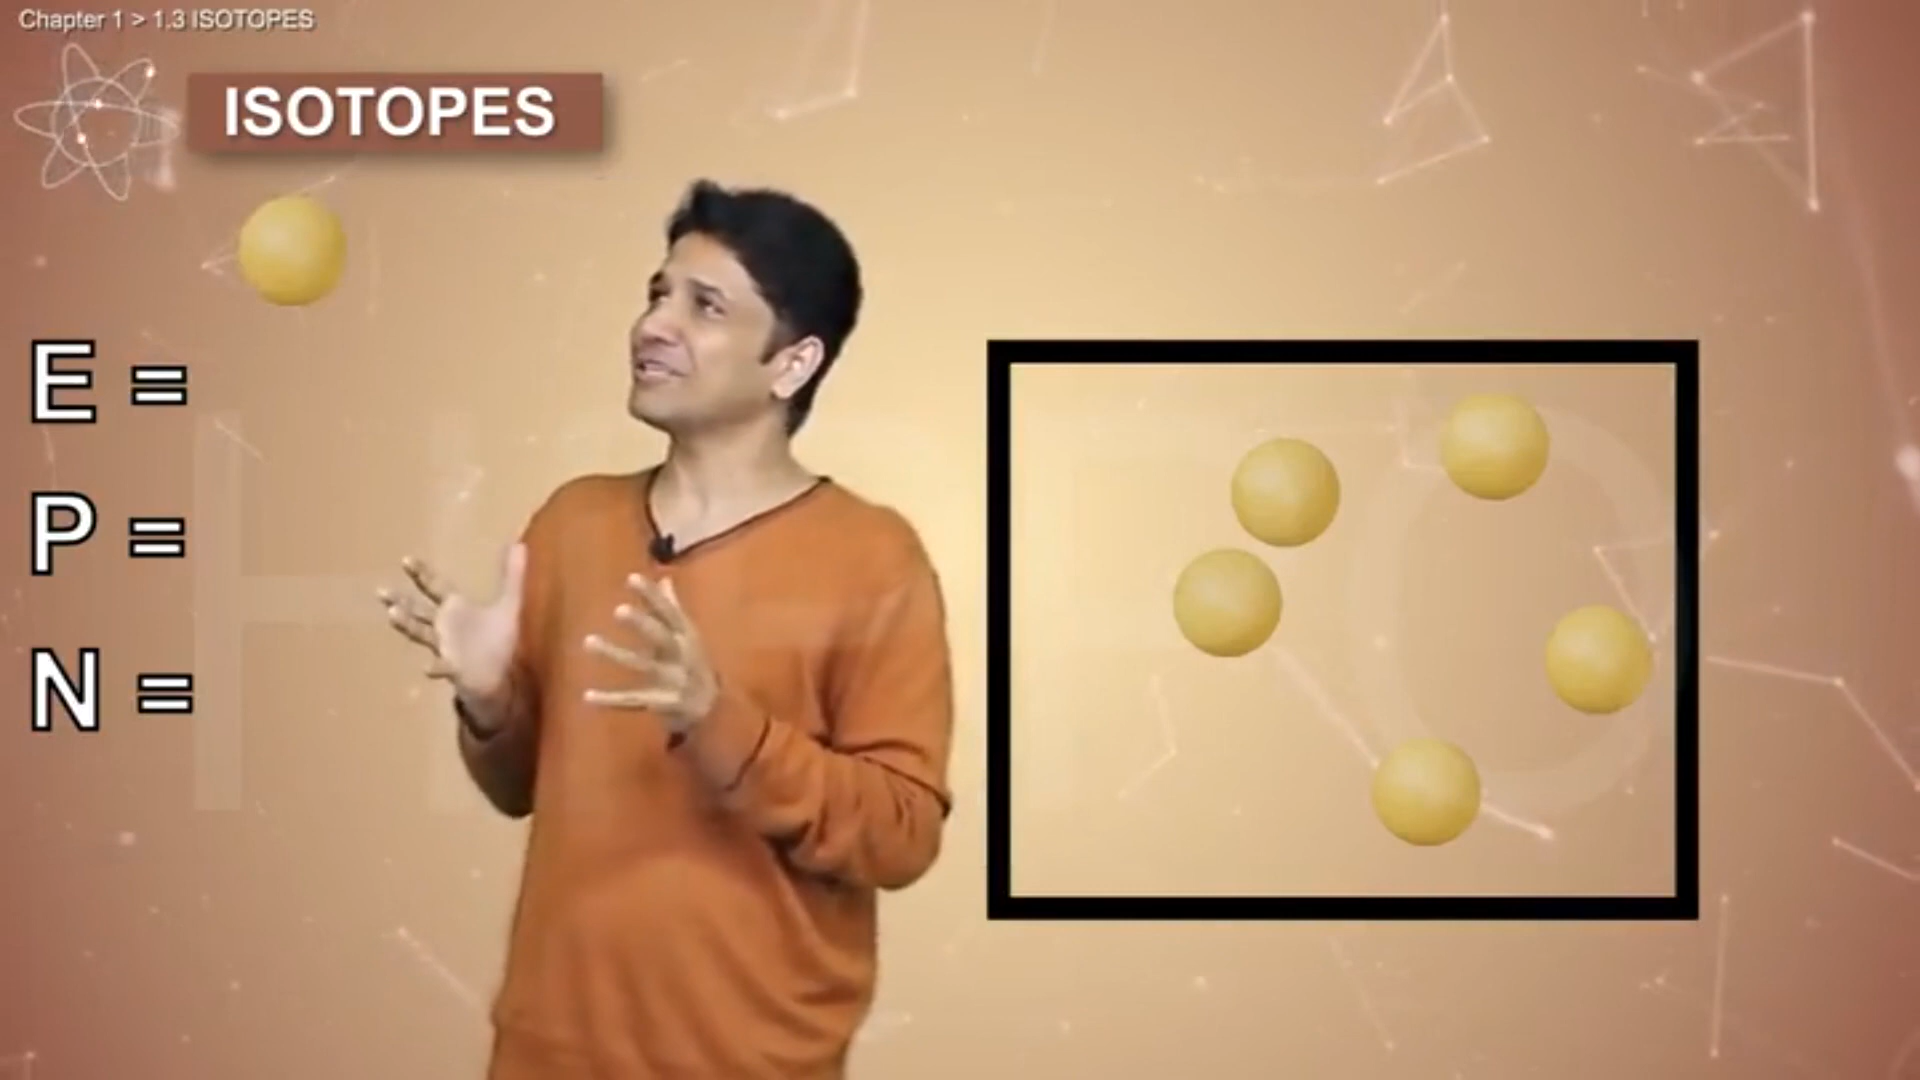 Chapter 1 > 1.3 ISOTOPES
ISOTOPES
E =
P =
N =